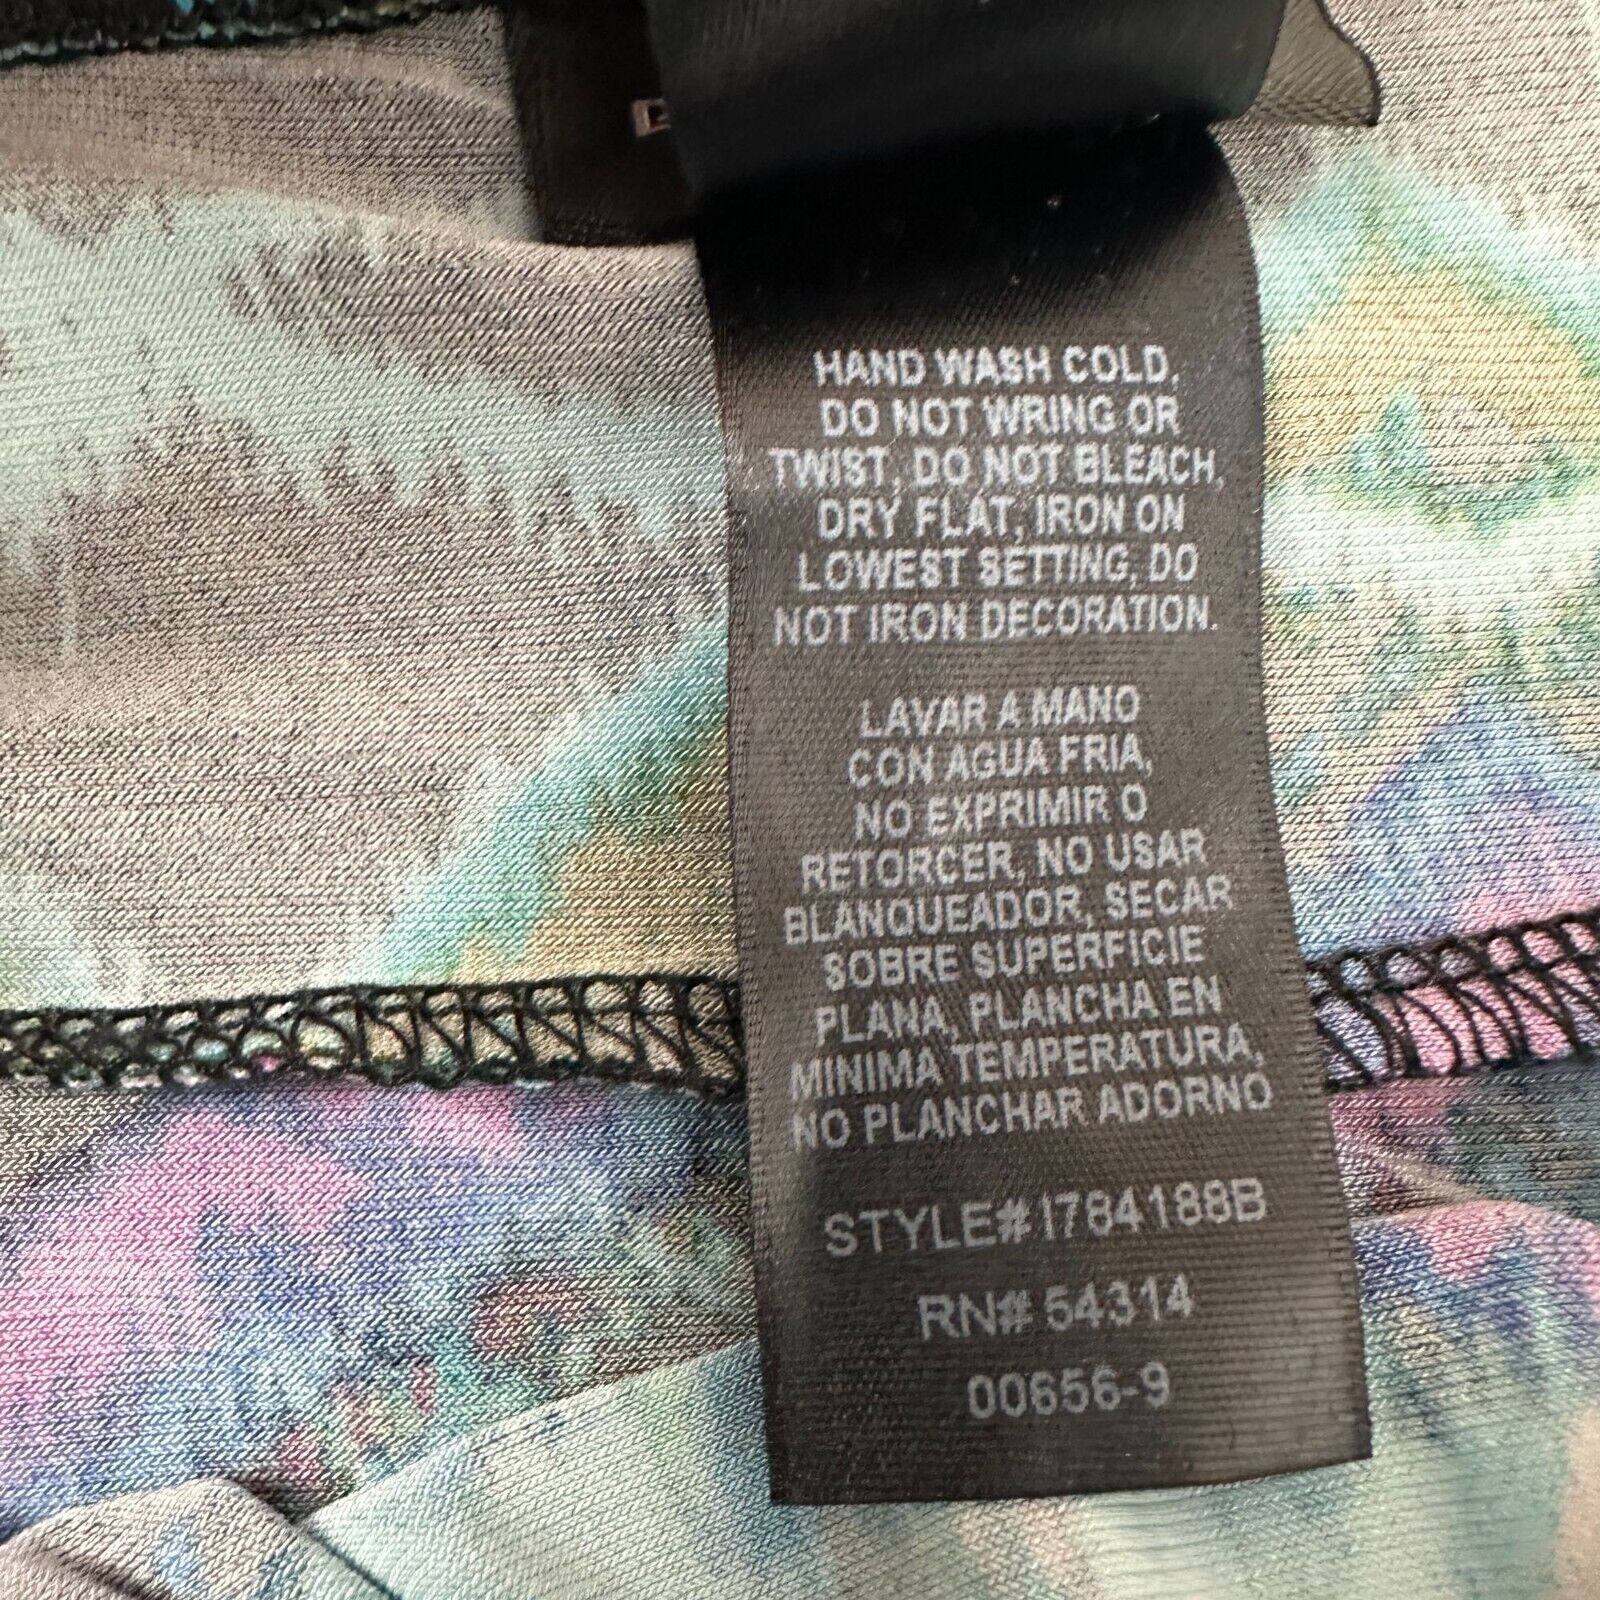 HAND WASH COLD,
DO NOT WRING OR
TWIST, DO NOT BLEACH,
DRY FLAT, IRON ON
LOWEST SETTING, DO
NOT IRON DECORATION.
LAVAR A MANO
CON AGUA FRIA,
NO EXPRIMIR O
RETORCER, NO USAR
BLANQUEADOR, SECAR
SOBRE SUPERFICIE
PLANA, PLANCHA EN
MINIMA TEMPERATURA,
NO PLANCHAR ADORNO
STYLE# I784188B
RN# 54314
00656-9